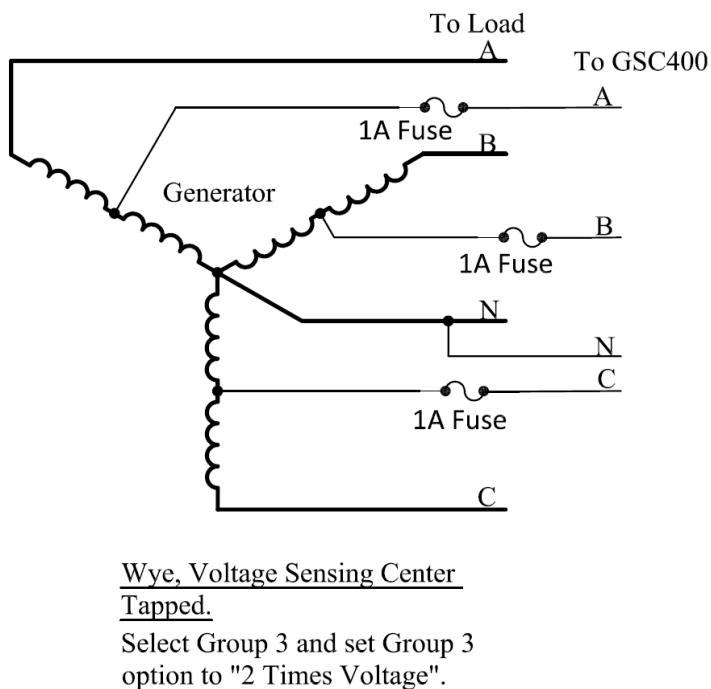 To Load
A
To GSC400
A
1A Fuse
B
Generator
B
1A Fuse
N
N
C
1A Fuse
C
Wye, Voltage Sensing Center
Tapped.
Select Group 3 and set Group 3
option to "2 Times Voltage".